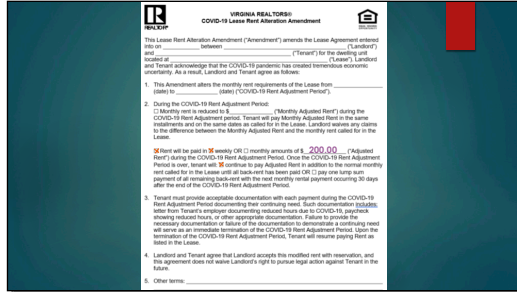 REALTOR®
VIRGINIA REALTORS®
COVID-19 Lease Rent Alteration Amendment
This Lease Rent Alteration Amendment ("Amendment") amends the Lease Agreement entered
into on ____________ between ____________ ("Landlord")
and ____________ ("Tenant") for the dwelling unit
located at ____________ ("Lease"). Landlord
and Tenant acknowledge that the COVID-19 pandemic has created tremendous economic
uncertainty. As a result, Landlord and Tenant agree as follows:
1. This Amendment alters the monthly rent requirements of the Lease from ____________
(date) to ____________ (date) ("COVID-19 Rent Adjustment Period").
2. During the COVID-19 Rent Adjustment Period:
☐ Monthly rent is reduced to $____________ ("Monthly Adjusted Rent") during the
COVID-19 Rent Adjustment period. Tenant will pay Monthly Adjusted Rent in the same
installments and on the same dates as called for in the Lease. Landlord waives any claims
to the difference between the Monthly Adjusted Rent and the monthly rent called for in the
Lease.
☒ Rent will be paid in ☒ weekly OR ☐ monthly amounts of $ 200.00 ("Adjusted
Rent") during the COVID-19 Rent Adjustment Period. Once the COVID-19 Rent Adjustment
Period is over, tenant will: ☒ continue to pay Adjusted Rent in addition to the normal monthly
rent called for in the Lease until all back-rent has been paid OR ☐ pay one lump sum
payment of all remaining back-rent with the next monthly rental payment occurring 30 days
after the end of the COVID-19 Rent Adjustment Period.
3. Tenant must provide acceptable documentation with each payment during the COVID-19
Rent Adjustment Period documenting their continuing need. Such documentation includes:
letter from Tenant's employer documenting reduced hours due to COVID-19, paycheck
showing reduced hours, or other appropriate documentation. Failure to provide the
necessary documentation or failure of the documentation to demonstrate a continuing need
will serve as an immediate termination of the COVID-19 Rent Adjustment Period. Upon the
termination of the COVID-19 Rent Adjustment Period, Tenant will resume paying Rent as
listed in the Lease.
4. Landlord and Tenant agree that Landlord accepts this modified rent with reservation, and
this agreement does not waive Landlord's right to pursue legal action against Tenant in the
future.
5. Other terms: ____________